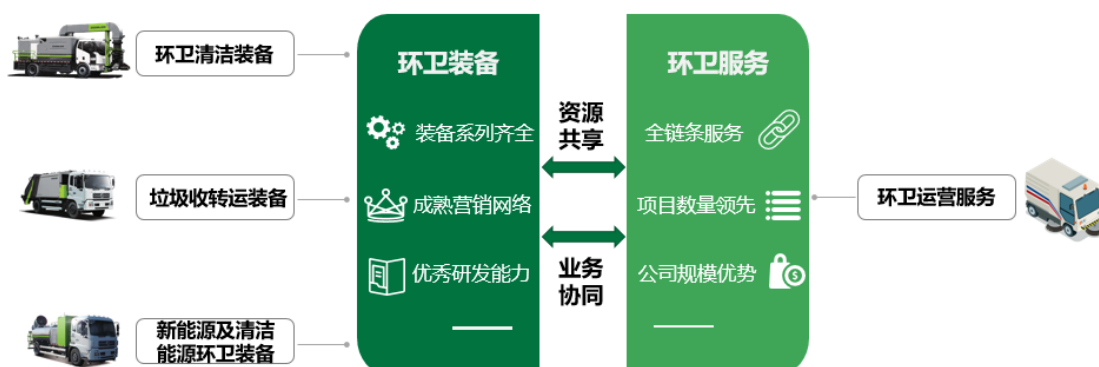 环卫清洁装备
垃圾收转运装备
新能源及清洁
能源环卫装备
环卫装备
装备系列齐全
成熟营销网络
优秀研发能力
资源
共享
业务
协同
环卫服务
全链条服务
项目数量领先
公司规模优势
环卫运营服务